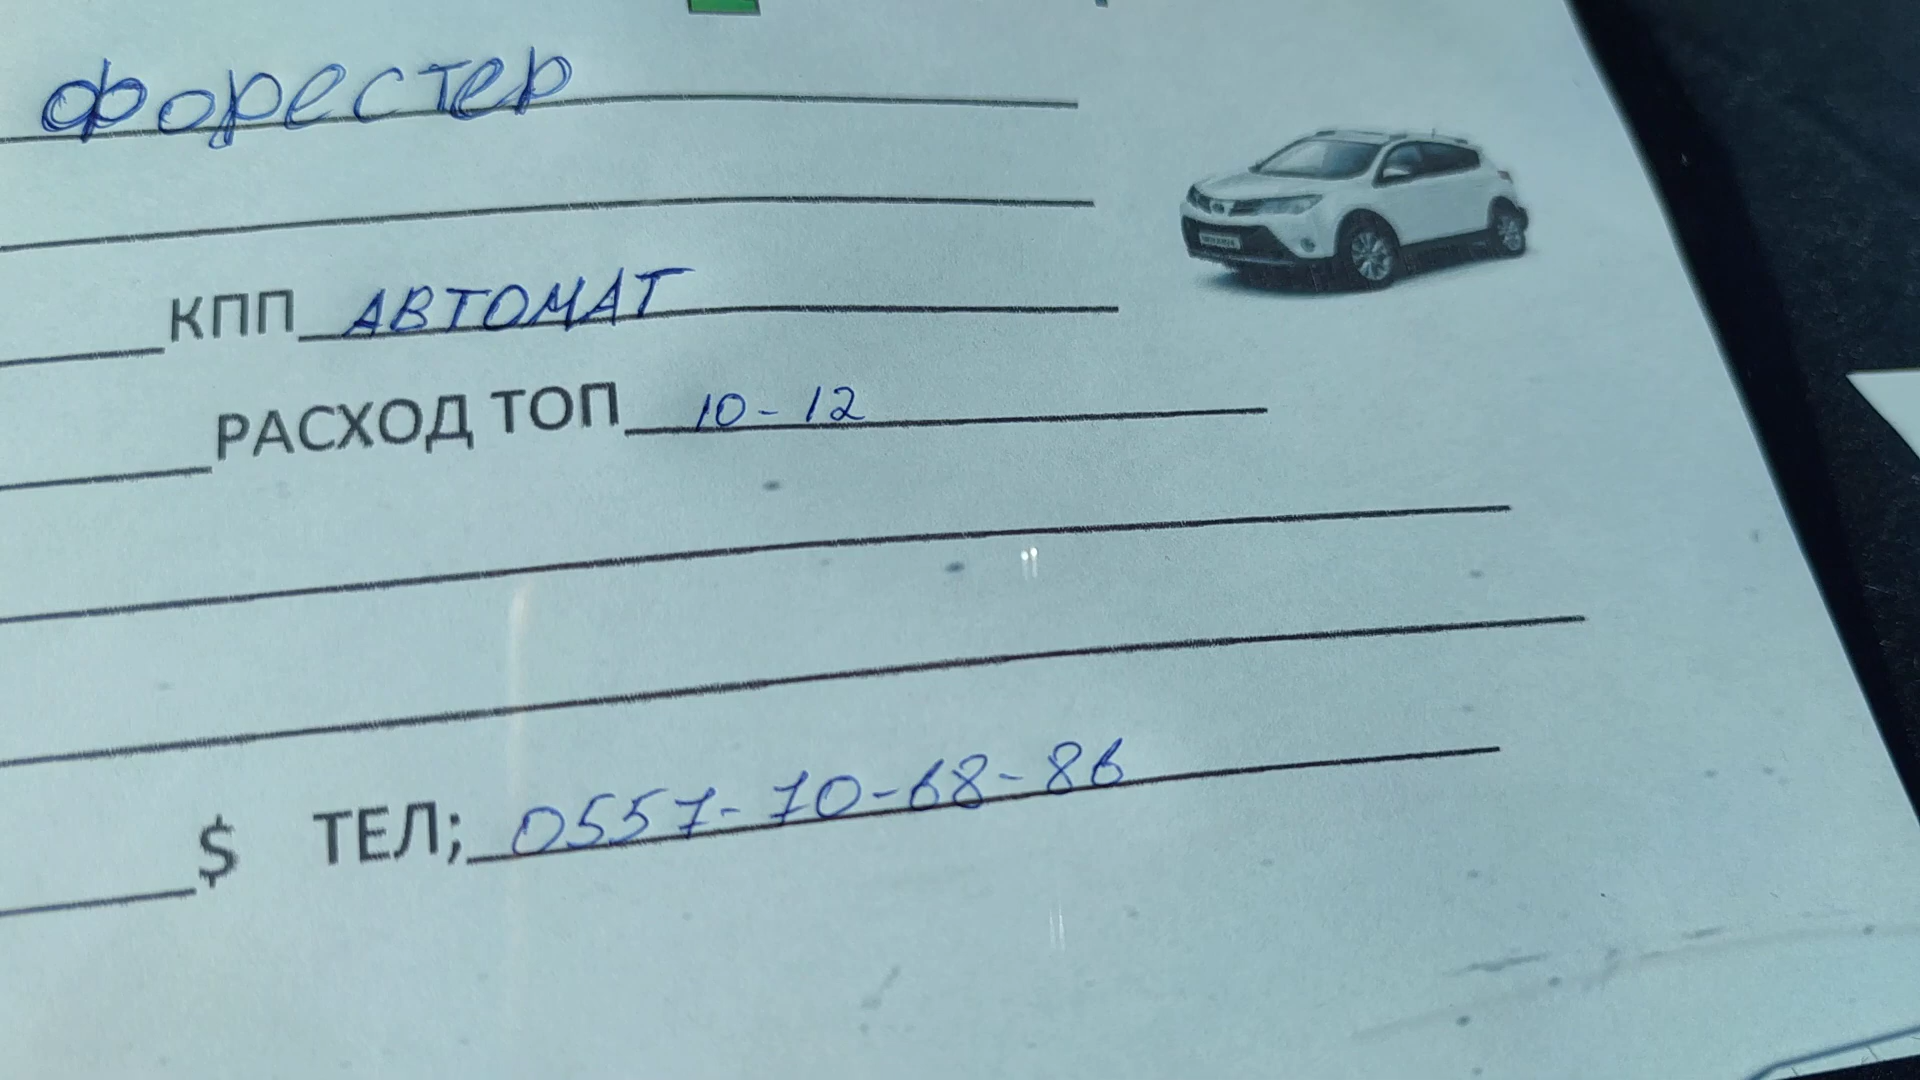 Форестер
КПП АВТОМАТ
РАСХОД ТОП 10-12
$ ТЕЛ; 0557-70-68-86